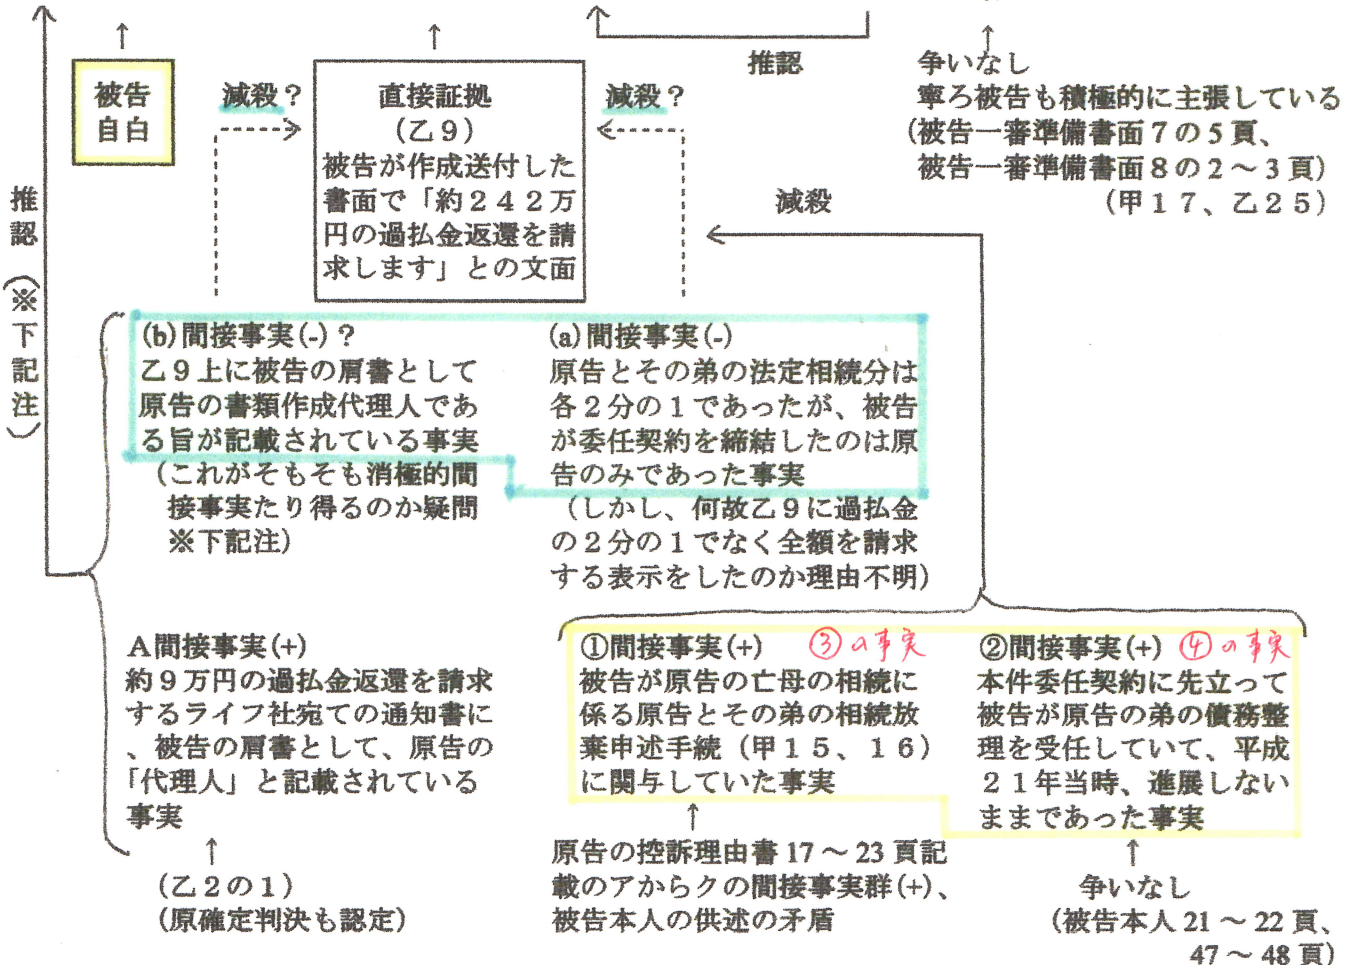 推認
争いなし
寧ろ被告も積極的に主張している
(被告一審準備書面7の5頁、
被告一審準備書面8の2～3頁)
(甲17、乙25)
被告
自白
減殺？
直接証拠
(乙9)
被告が作成送付した
書面で「約242万
円の過払金返還を請
求します」との文面
減殺？
減殺
推認(※下記注)
(b)間接事実(-)？
乙9上に被告の肩書として
原告の書類作成代理人であ
る旨が記載されている事実
(これがそもそも消極的間
接事実たり得るのか疑問
※下記注)
(a)間接事実(-)
原告とその弟の法定相続分は
各2分の1であったが、被告
が委任契約を締結したのは原
告のみであった事実
(しかし、何故乙9に過払金
の2分の1でなく全額を請求
する表示をしたのか理由不明)
A間接事実(+)
約9万円の過払金返還を請求
するライフ社宛ての通知書に
、被告の肩書として、原告の
「代理人」と記載されている
事実
↑
(乙2の1)
(原確定判決も認定)
①間接事実(+) ③の事実
被告が原告の亡母の相続に
係る原告とその弟の相続放
棄申述手続(甲15、16)
に関与していた事実
↑
原告の控訴理由書17～23頁記
載のアからクの間接事実群(+)、
被告本人の供述の矛盾
②間接事実(+) ④の事実
本件委任契約に先立って
被告が原告の弟の債務整
理を受任していて、平成
21年当時、進展しない
ままであった事実
↑
争いなし
(被告本人21～22頁、
47～48頁)